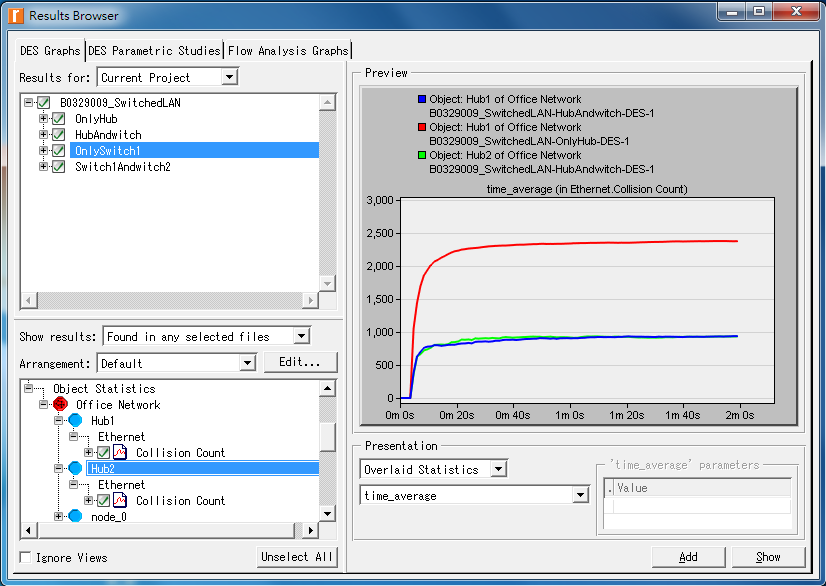 Results Browser
DES Graphs DES Parametric Studies Flow Analysis Graphs
Results for: Current Project
B0329009_SwitchedLAN
OnlyHub
HubAndwitch
OnlySwitch1
Switch1Andwitch2
Show results: Found in any selected files
Arrangement: Default Edit...
Object Statistics
Office Network
Hub1
Ethernet
Collision Count
Hub2
Ethernet
Collision Count
node_0
Ignore Views Unselect All
Preview
Object: Hub1 of Office Network
B0329009_SwitchedLAN-HubAndwitch-DES-1
Object: Hub1 of Office Network
B0329009_SwitchedLAN-OnlyHub-DES-1
Object: Hub2 of Office Network
B0329009_SwitchedLAN-HubAndwitch-DES-1
time_average (in Ethernet.Collision Count)
3,000
2,500
2,000
1,500
1,000
500
0
0m 0s 0m 20s 0m 40s 1m 0s 1m 20s 1m 40s 2m 0s
Presentation
Overlaid Statistics
time_average
'time_average' parameters
. Value
Add Show